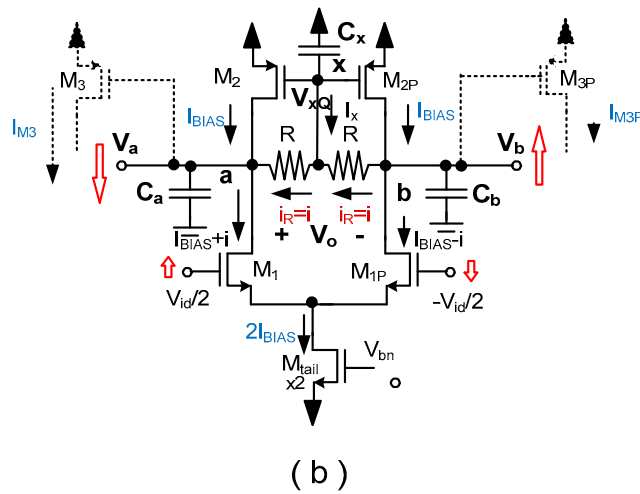 Cx
M3
M2
x
M2P
M3P
VxQ
Ix
IM3
IBIAS
IBIAS
IM3P
Va
R
R
Vb
a
b
Ca
Cb
iR=i
iR=i
IBIAS+i
+ Vo -
IBIAS-i
M1
M1P
Vid/2
-Vid/2
2IBIAS
Mtail
x2
Vbn
( b )